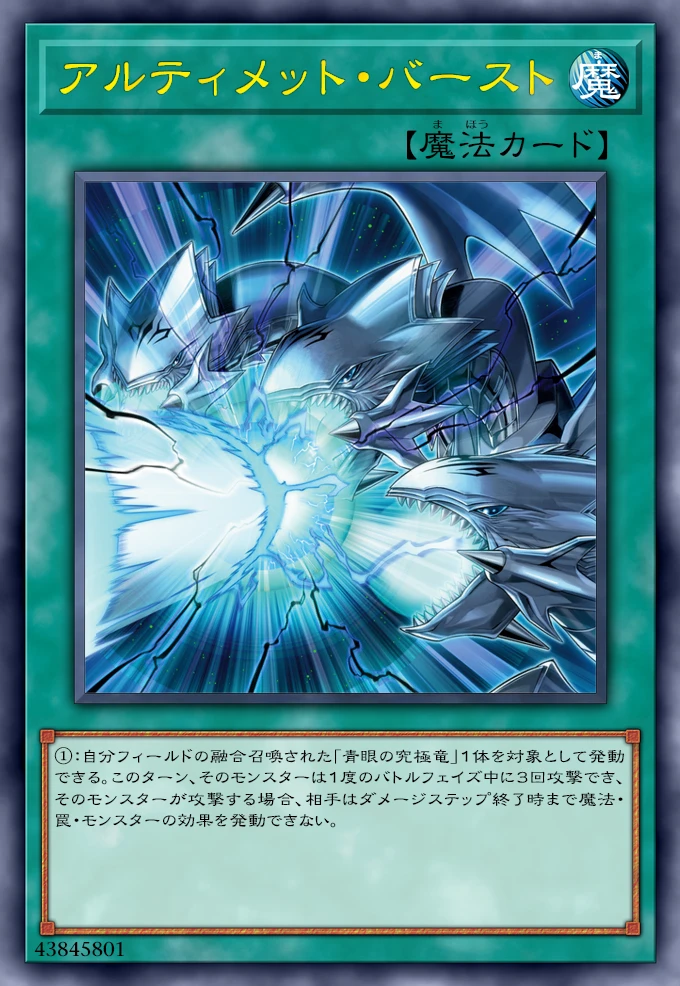 アルティメット・バースト 魔
【魔法カード】
①:自分フィールドの融合召喚された「青眼の究極竜」1体を対象として発動
できる。このターン、そのモンスターは1度のバトルフェイズ中に3回攻撃でき、
そのモンスターが攻撃する場合、相手はダメージステップ終了時まで魔法・
罠・モンスターの効果を発動できない。
43845801